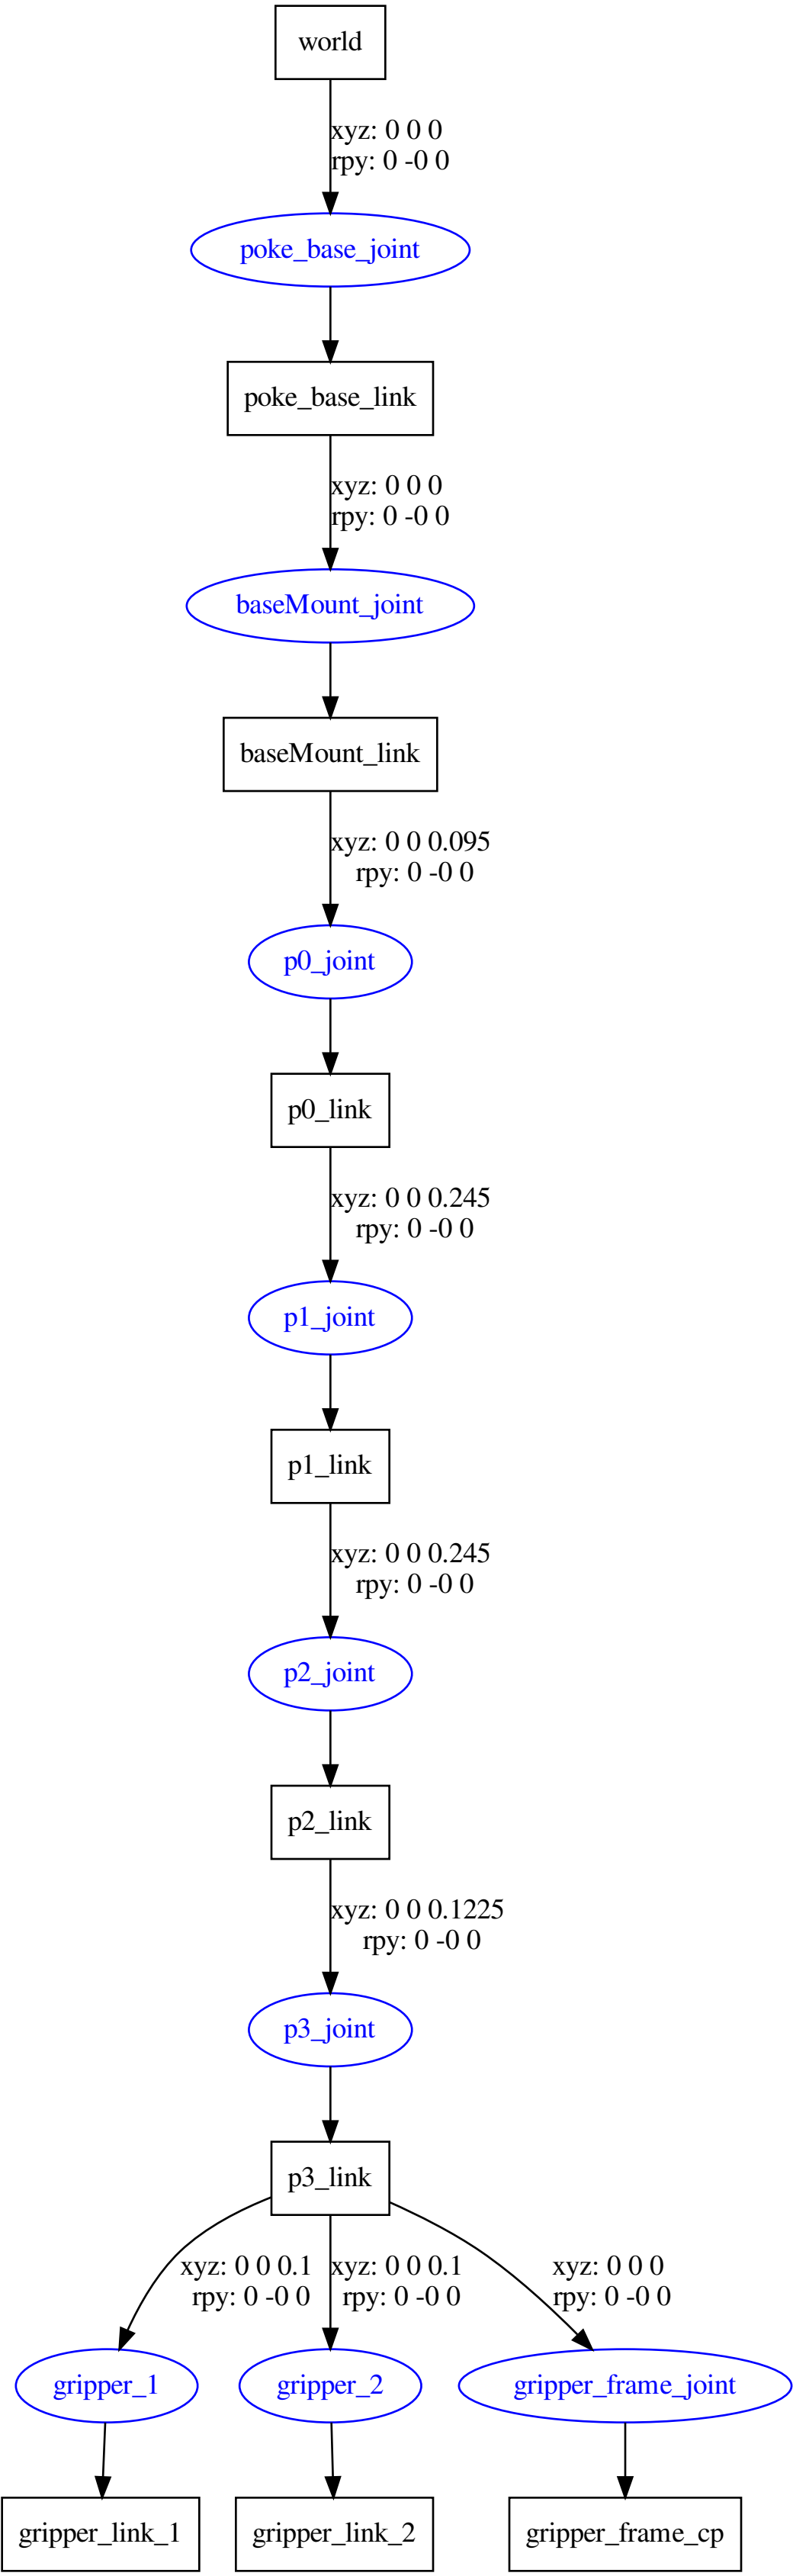 world
xyz: 0 0 0
rpy: 0 -0 0
poke_base_joint
poke_base_link
xyz: 0 0 0
rpy: 0 -0 0
baseMount_joint
baseMount_link
xyz: 0 0 0.095
rpy: 0 -0 0
p0_joint
p0_link
xyz: 0 0 0.245
rpy: 0 -0 0
p1_joint
p1_link
xyz: 0 0 0.245
rpy: 0 -0 0
p2_joint
p2_link
xyz: 0 0 0.1225
rpy: 0 -0 0
p3_joint
p3_link
xyz: 0 0 0.1
rpy: 0 -0 0
xyz: 0 0 0.1
rpy: 0 -0 0
xyz: 0 0 0
rpy: 0 -0 0
gripper_1
gripper_2
gripper_frame_joint
gripper_link_1
gripper_link_2
gripper_frame_cp